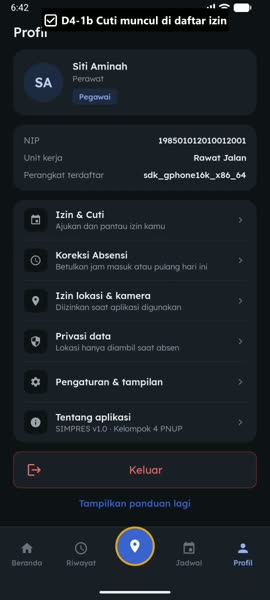 6:42
D4-1b Cuti muncul di daftar izin
Profil
SA
Siti Aminah
Perawat
Pegawai
NIP 198501012010012001
Unit kerja Rawat Jalan
Perangkat terdaftar sdk_gphone16k_x86_64
Izin & Cuti
Ajukan dan pantau izin kamu
Koreksi Absensi
Betulkan jam masuk atau pulang hari ini
Izin lokasi & kamera
Diizinkan saat aplikasi digunakan
Privasi data
Lokasi hanya diambil saat absen
Pengaturan & tampilan
Tentang aplikasi
SIMPRES v1.0 · Kelompok 4 PNUP
Keluar
Tampilkan panduan lagi
Beranda Riwayat Jadwal Profil